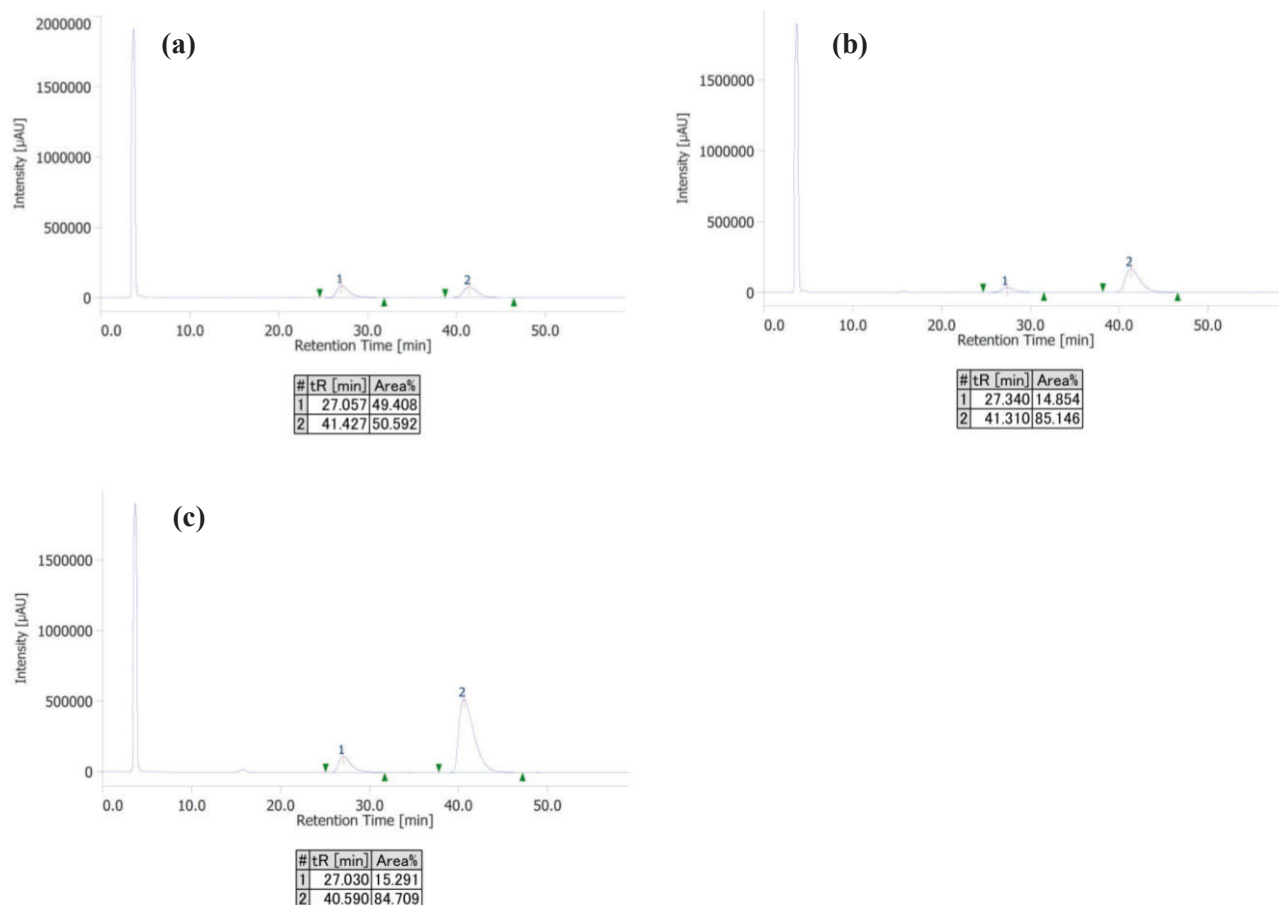 (a)
Intensity [µAU]
2000000
1500000
1000000
500000
0
1
2
0.0 10.0 20.0 30.0 40.0 50.0
Retention Time [min]
# tR [min] Area%
1 27.057 49.408
2 41.427 50.592
(b)
Intensity [µAU]
1500000
1000000
500000
0
1
2
0.0 10.0 20.0 30.0 40.0 50.0
Retention Time [min]
# tR [min] Area%
1 27.340 14.854
2 41.310 85.146
(c)
Intensity [µAU]
1500000
1000000
500000
0
1
2
0.0 10.0 20.0 30.0 40.0 50.0
Retention Time [min]
# tR [min] Area%
1 27.030 15.291
2 40.590 84.709